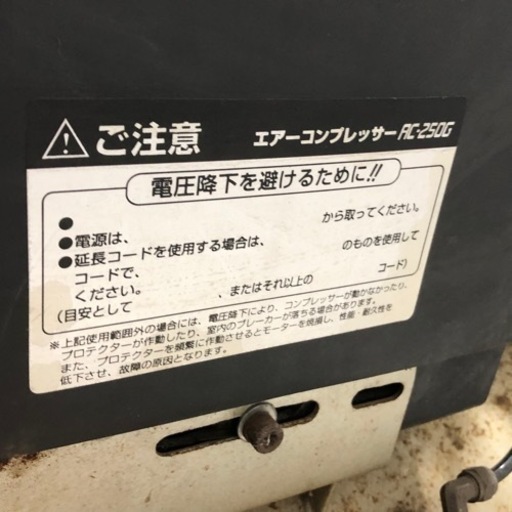 ご注意 エアーコンプレッサー AC-250G
電圧降下を避けるために!!
●
●電源は、 から取ってください。
●延長コードを使用する場合は、 のものを使用して
コードで、
ください。
(目安として 、またはそれ以上の コード)
※上記使用範囲外の場合には、電圧降下により、コンプレッサーが動かなかったり、
プロテクターが作動したり、室内のブレーカーが落ちる場合があります。
また、プロテクターを頻繁に作動させるとモーターを焼損し、性能・耐久性を
低下させ、故障の原因となります。